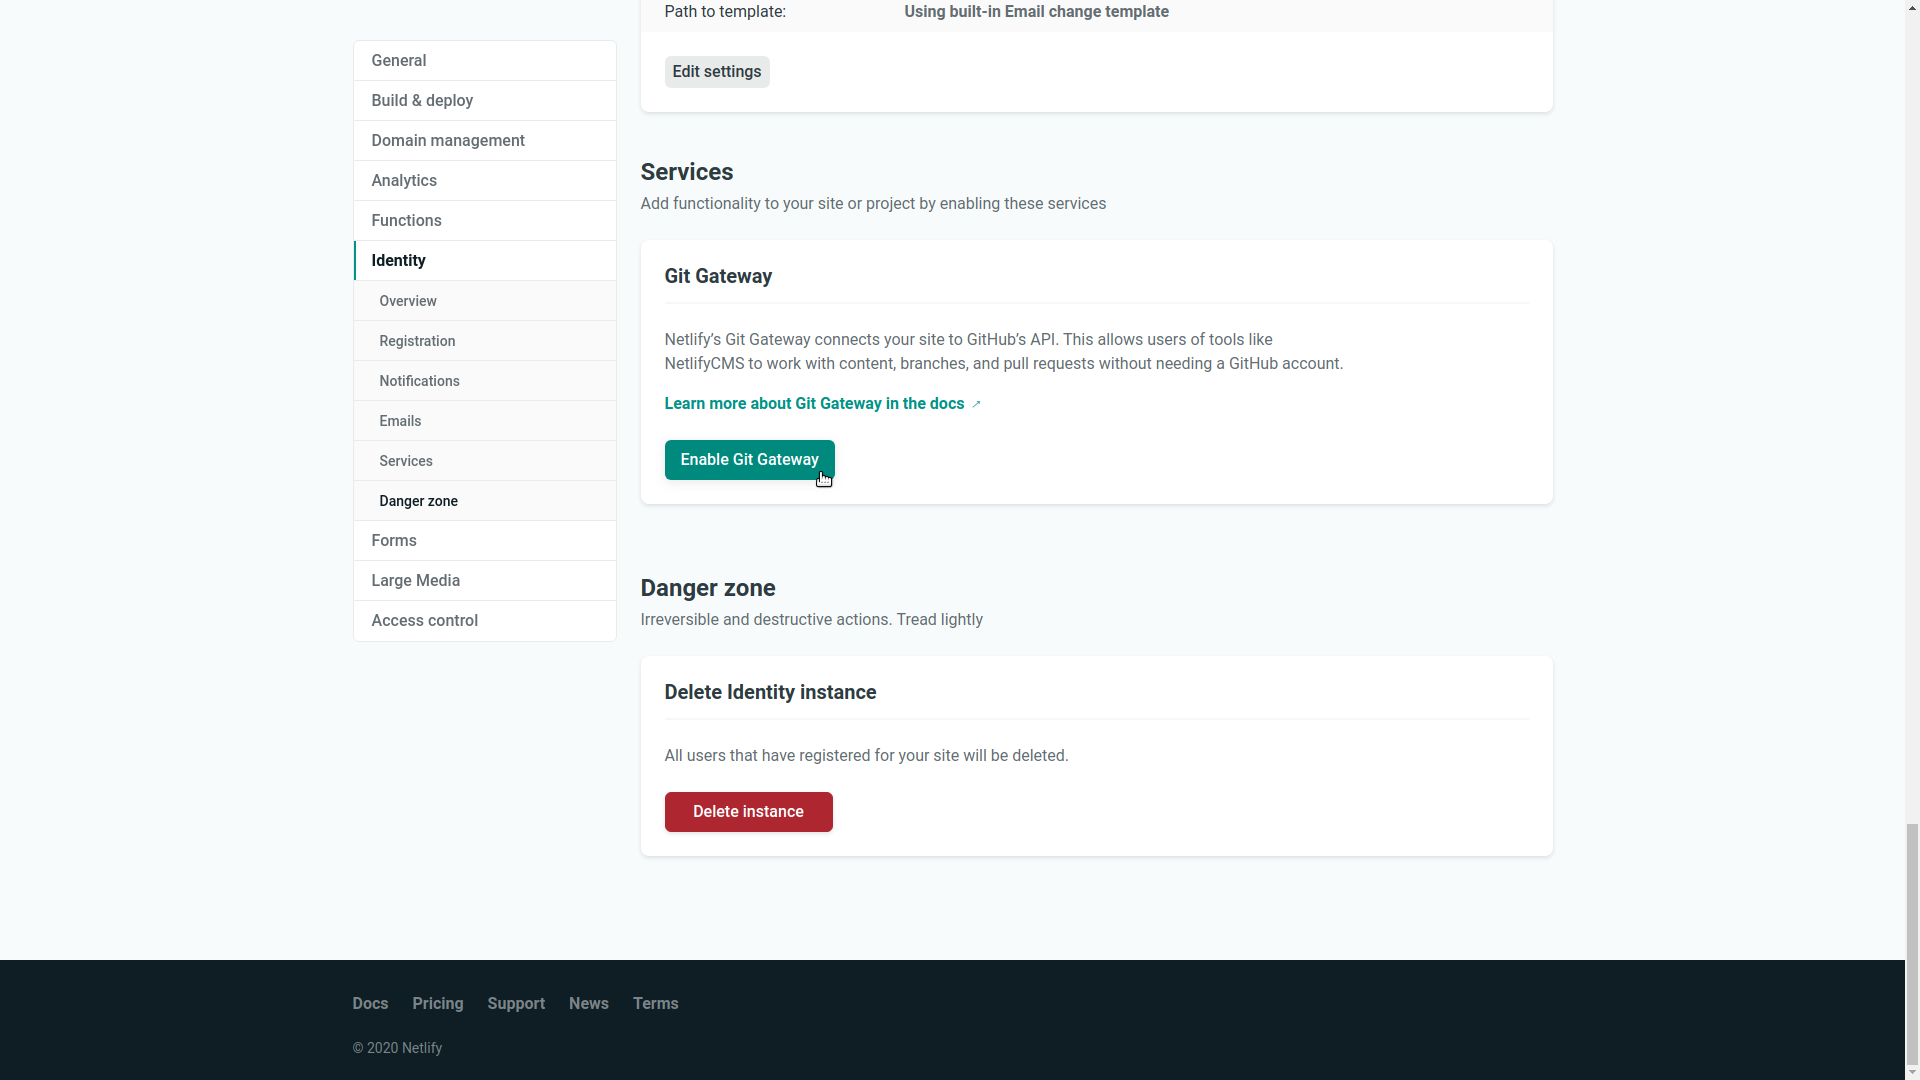 Path to template: Using built-in Email change template
Edit settings
General
Build & deploy
Domain management
Analytics
Functions
Identity
Overview
Registration
Notifications
Emails
Services
Danger zone
Forms
Large Media
Access control
Services
Add functionality to your site or project by enabling these services
Git Gateway
Netlify’s Git Gateway connects your site to GitHub’s API. This allows users of tools like
NetlifyCMS to work with content, branches, and pull requests without needing a GitHub account.
Learn more about Git Gateway in the docs →
Enable Git Gateway
Danger zone
Irreversible and destructive actions. Tread lightly
Delete Identity instance
All users that have registered for your site will be deleted.
Delete instance
Docs Pricing Support News Terms
© 2020 Netlify